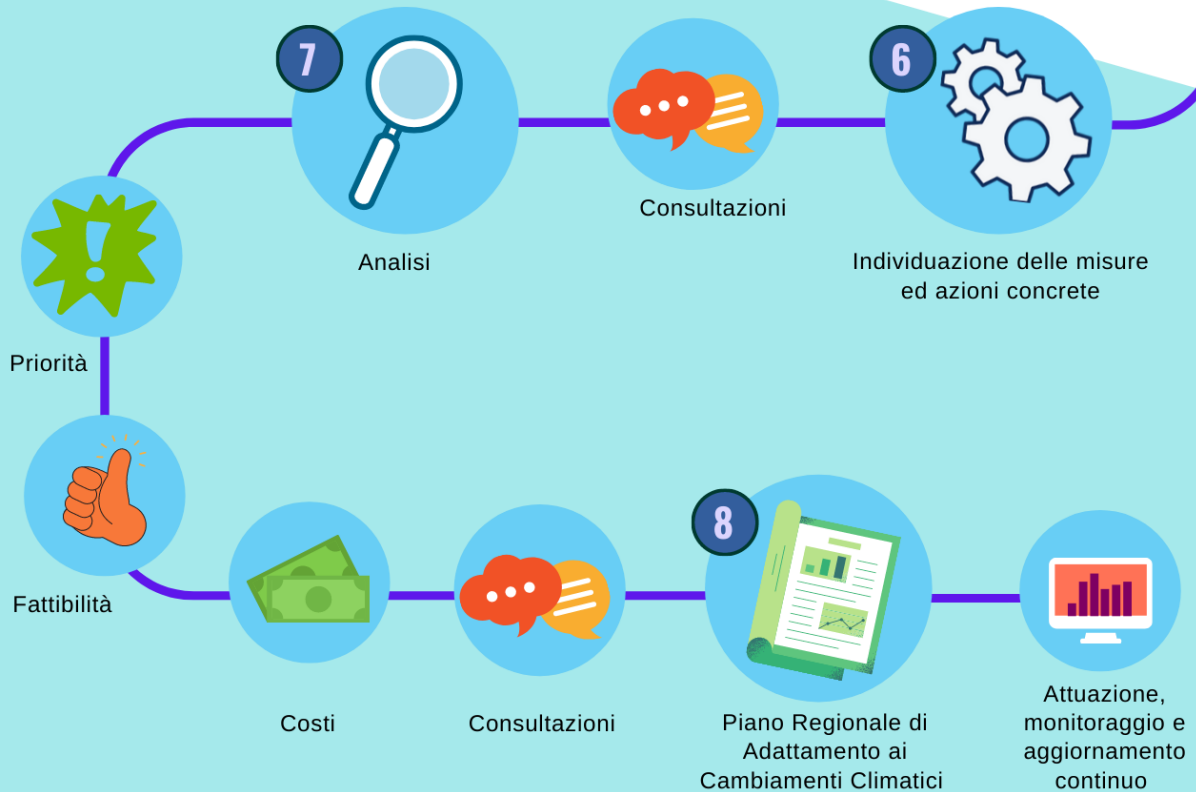 7
6
Consultazioni
Analisi
Individuazione delle misure
ed azioni concrete
Priorità
Fattibilità
8
Costi
Consultazioni
Piano Regionale di
Adattamento ai
Cambiamenti Climatici
Attuazione,
monitoraggio e
aggiornamento
continuo